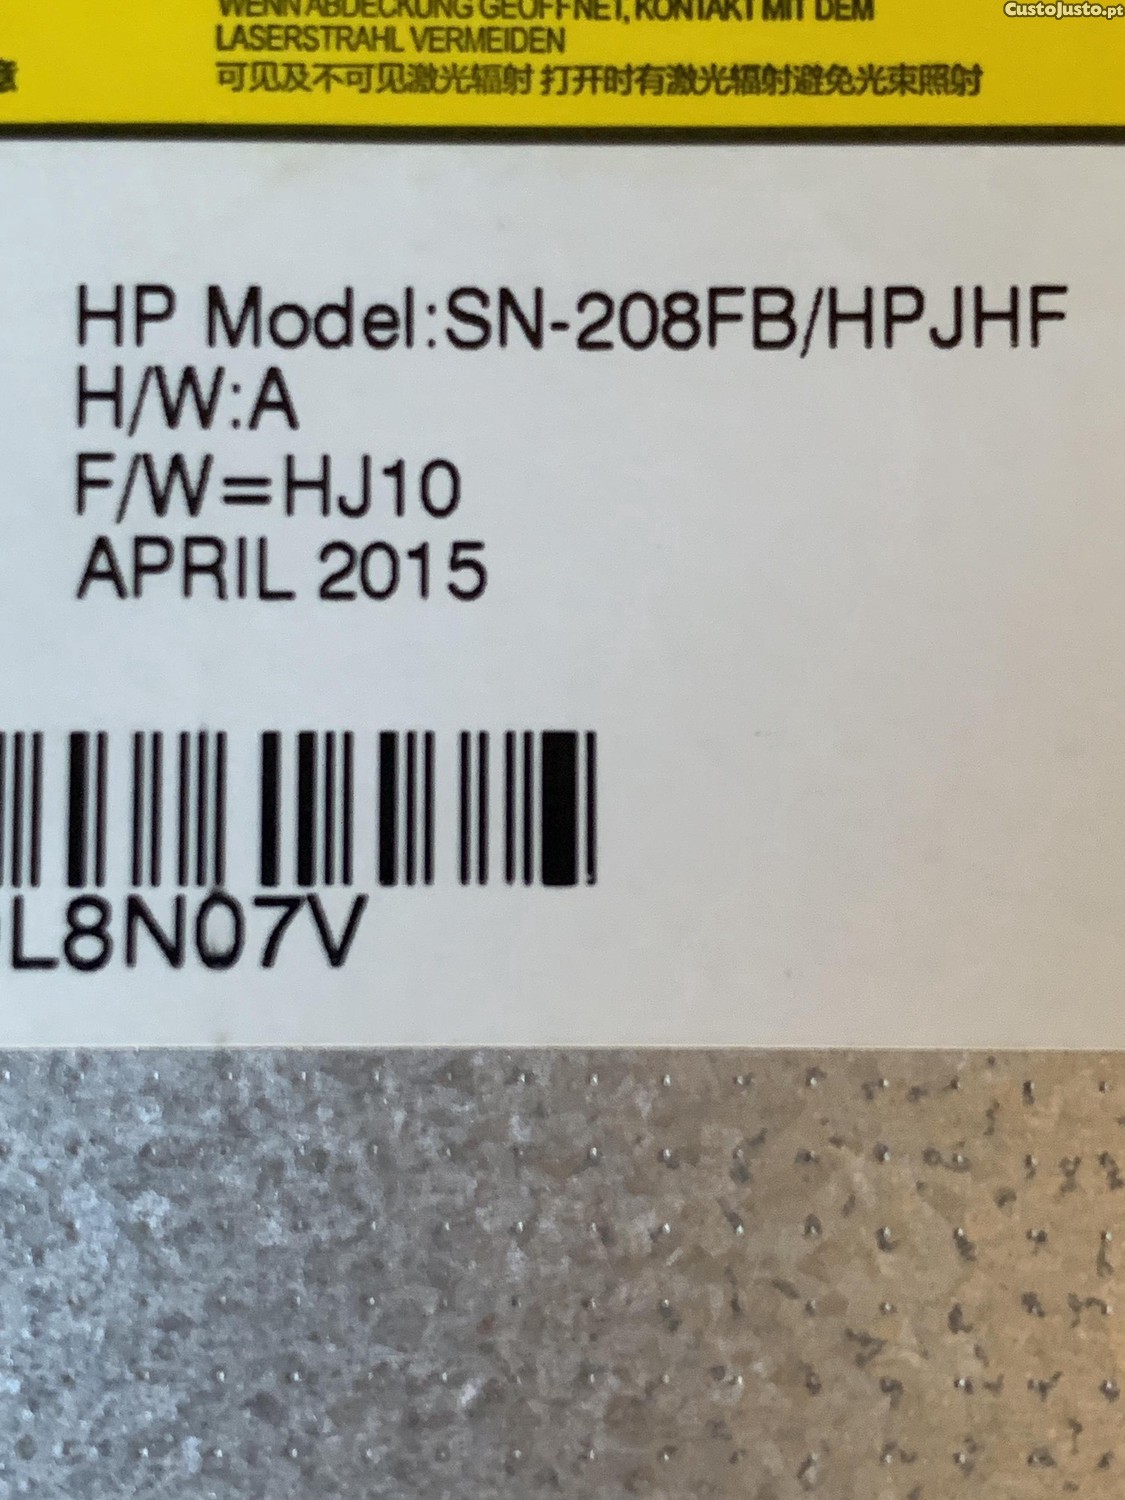 CustoJusto.pt
WENN ABDECKUNG GEÖFFNET, KONTAKT MIT DEM
LASERSTRAHL VERMEIDEN
意 可见及不可见激光辐射 打开时有激光辐射避免光束照射
HP Model:SN-208FB/HPJHF
H/W:A
F/W=HJ10
APRIL 2015
L8N07V